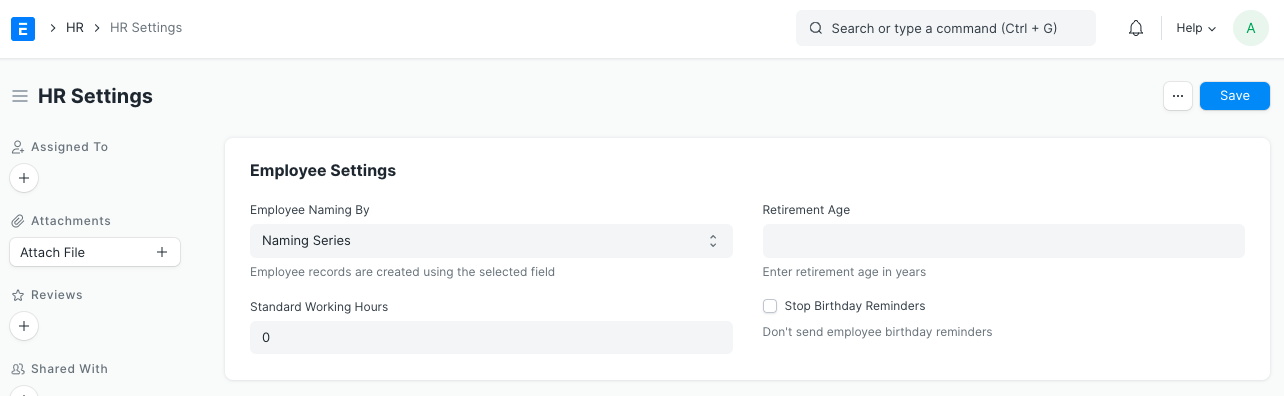 E HR HR Settings Search or type a command (Ctrl + G) Help A
HR Settings ... Save
Assigned To
Attachments
Attach File
Reviews
Shared With
Employee Settings
Employee Naming By
Naming Series
Employee records are created using the selected field
Standard Working Hours
0
Retirement Age
Enter retirement age in years
Stop Birthday Reminders
Don't send employee birthday reminders